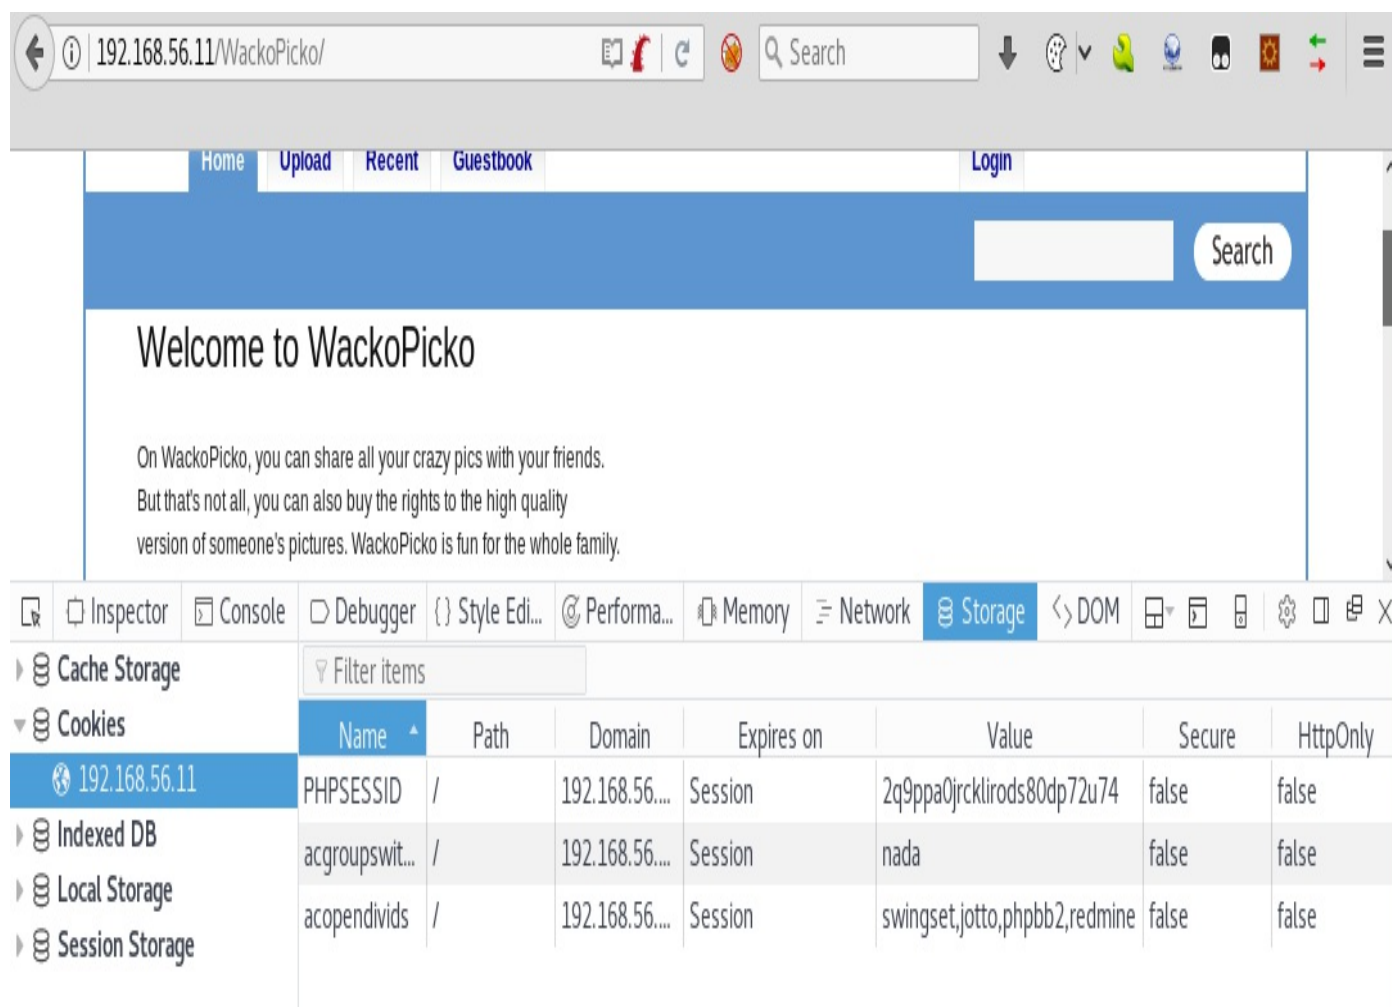 192.168.56.11/WackoPicko/ Search
Home Upload Recent Guestbook Login
Search
Welcome to WackoPicko
On WackoPicko, you can share all your crazy pics with your friends.
But that's not all, you can also buy the rights to the high quality
version of someone's pictures. WackoPicko is fun for the whole family.
Inspector Console Debugger {} Style Edi... Performa... Memory Network Storage DOM
Cache Storage
Filter items
Cookies
Name Path Domain Expires on Value Secure HttpOnly
192.168.56.11
PHPSESSID / 192.168.56.... Session 2q9ppa0jrcklirods80dp72u74 false false
Indexed DB
acgroupswit... / 192.168.56.... Session nada false false
Local Storage
acopendivids / 192.168.56.... Session swingset,jotto,phpbb2,redmine false false
Session Storage